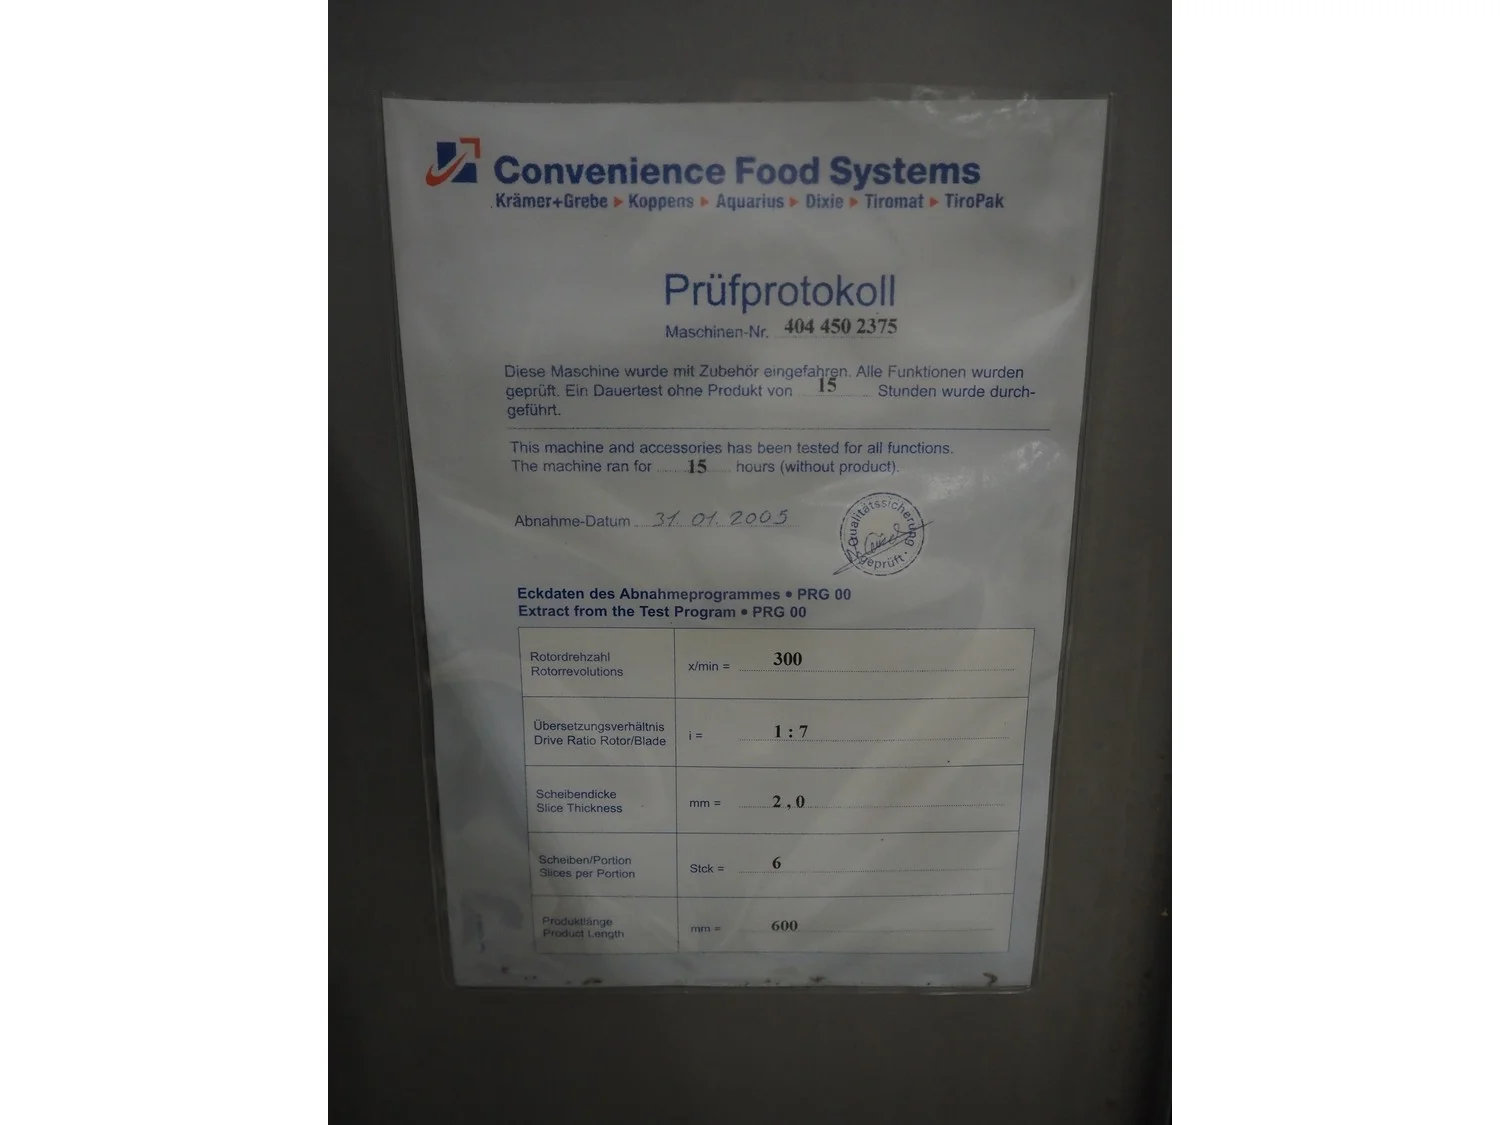 Convenience Food Systems
Krämer+Grebe ▸ Koppens ▸ Aquarius ▸ Dixie ▸ Tiromat ▸ TiroPak
Prüfprotokoll
Maschinen-Nr. 404 450 2375
Diese Maschine wurde mit Zubehör eingefahren. Alle Funktionen wurden
geprüft. Ein Dauertest ohne Produkt von 15 Stunden wurde durch-
geführt.
This machine and accessories has been tested for all functions.
The machine ran for 15 hours (without product).
Abnahme-Datum 31. 01. 2005
Qualitätssicherung
geprüft
Eckdaten des Abnahmeprogrammes • PRG 00
Extract from the Test Program • PRG 00
Rotordrehzahl
Rotorrevolutions
x/min = 300
Übersetzungsverhältnis
Drive Ratio Rotor/Blade
i = 1 : 7
Scheibendicke
Slice Thickness
mm = 2,0
Scheiben/Portion
Slices per Portion
Stck = 6
Produktlänge
Product Length
mm = 600